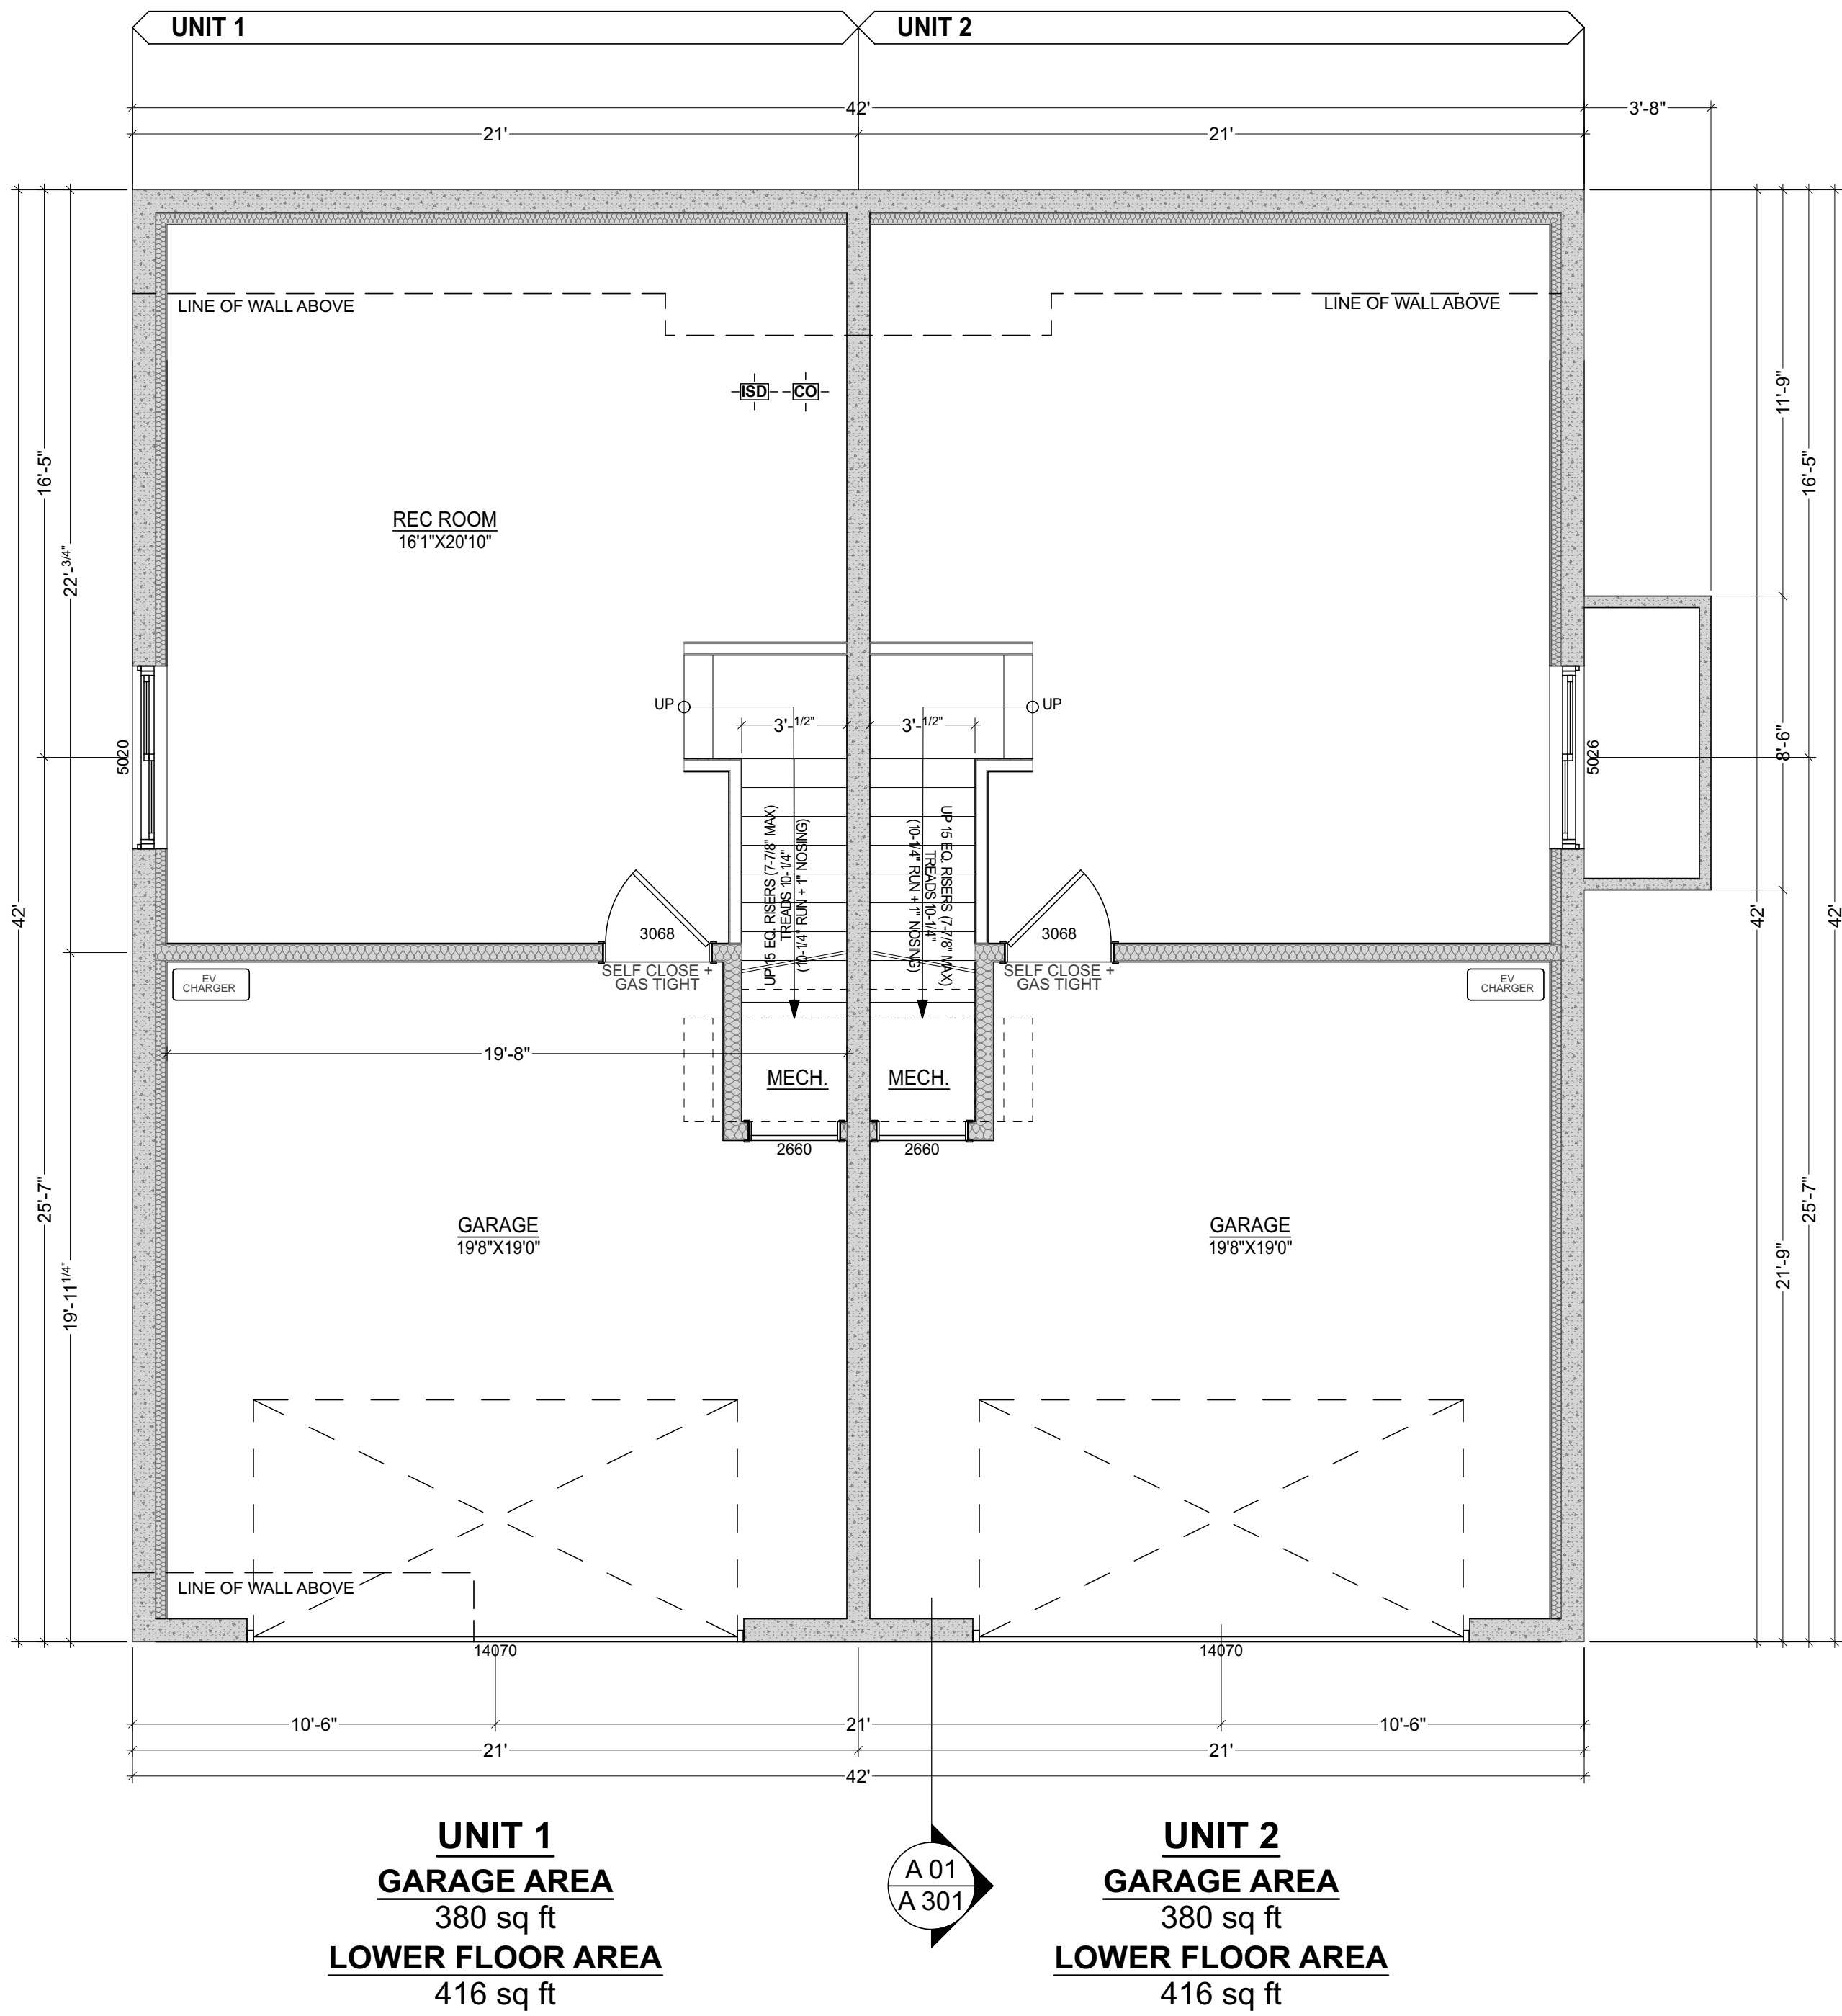 UNIT 1
UNIT 2
42'
3'-8"
21'
21'
LINE OF WALL ABOVE
LINE OF WALL ABOVE
ISD
CO
11'-9"
16'-5"
16'-5"
22'-3/4"
REC ROOM
16'1"X20'10"
UP
UP
3'-1/2"
3'-1/2"
5020
5026
8'-6"
UP 15 EQ. RISERS (7-7/8" MAX)
TREADS 10-1/4"
(10-1/4" RUN + 1" NOSING)
UP 15 EQ. RISERS (7-7/8" MAX)
TREADS 10-1/4"
(10-1/4" RUN + 1" NOSING)
42'
42'
42'
3068
3068
SELF CLOSE +
GAS TIGHT
SELF CLOSE +
GAS TIGHT
EV
CHARGER
EV
CHARGER
19'-8"
MECH.
MECH.
2660
2660
25'-7"
25'-7"
GARAGE
19'8"X19'0"
GARAGE
19'8"X19'0"
21'-9"
19'-11 1/4"
LINE OF WALL ABOVE
14070
14070
10'-6"
21'
10'-6"
21'
21'
42'
UNIT 1
GARAGE AREA
380 sq ft
LOWER FLOOR AREA
416 sq ft
A 01
A 301
UNIT 2
GARAGE AREA
380 sq ft
LOWER FLOOR AREA
416 sq ft